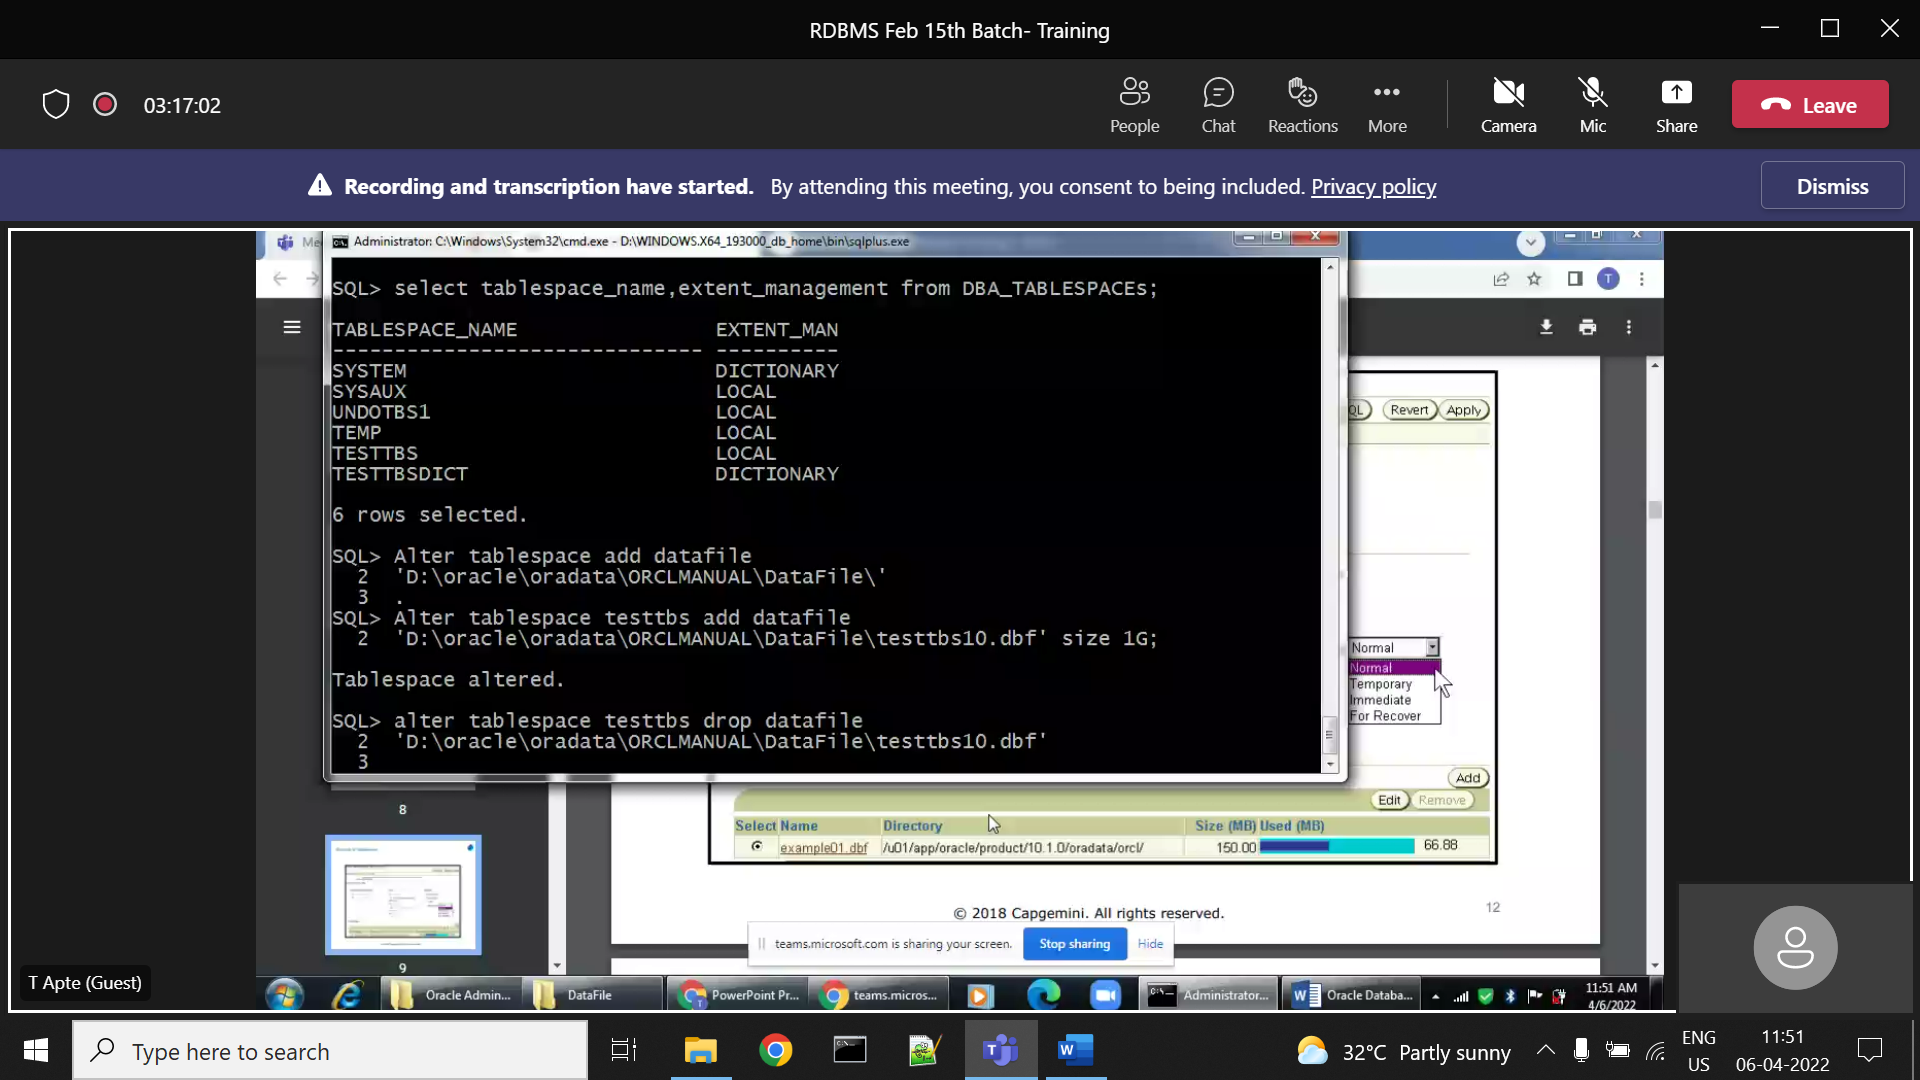 RDBMS Feb 15th Batch- Training
03:17:02
People
Chat
Reactions
More
Camera
Mic
Share
Leave
Recording and transcription have started. By attending this meeting, you consent to being included. Privacy policy
Dismiss
Administrator: C:\Windows\System32\cmd.exe - D:\WINDOWS.X64_193000_db_home\bin\sqlplus.exe
T
SQL> select tablespace_name,extent_management from DBA_TABLESPACEs;
TABLESPACE_NAME EXTENT_MAN
------------------------------ ----------
SYSTEM DICTIONARY
SYSAUX LOCAL
UNDOTBS1 LOCAL
TEMP LOCAL
TESTTBS LOCAL
TESTTBSDICT DICTIONARY
6 rows selected.
SQL> Alter tablespace add datafile
2 'D:\oracle\oradata\ORCLMANUAL\DataFile\'
3 .
SQL> Alter tablespace testtbs add datafile
2 'D:\oracle\oradata\ORCLMANUAL\DataFile\testtbs10.dbf' size 1G;
Tablespace altered.
SQL> alter tablespace testtbs drop datafile
2 'D:\oracle\oradata\ORCLMANUAL\DataFile\testtbs10.dbf'
3
QL
Revert
Apply
Normal
Normal
Temporary
Immediate
For Recover
Add
Edit
Remove
Select Name Directory Size (MB) Used (MB)
example01.dbf /u01/app/oracle/product/10.1.0/oradata/orcl/ 150.00 66.88
© 2018 Capgemini. All rights reserved.
12
8
9
teams.microsoft.com is sharing your screen. Stop sharing Hide
T Apte (Guest)
Oracle Admin...
DataFile
PowerPoint Pr...
teams.micros...
Administrator...
Oracle Databa...
11:51 AM
4/6/2022
Type here to search
32°C Partly sunny
ENG
US
11:51
06-04-2022